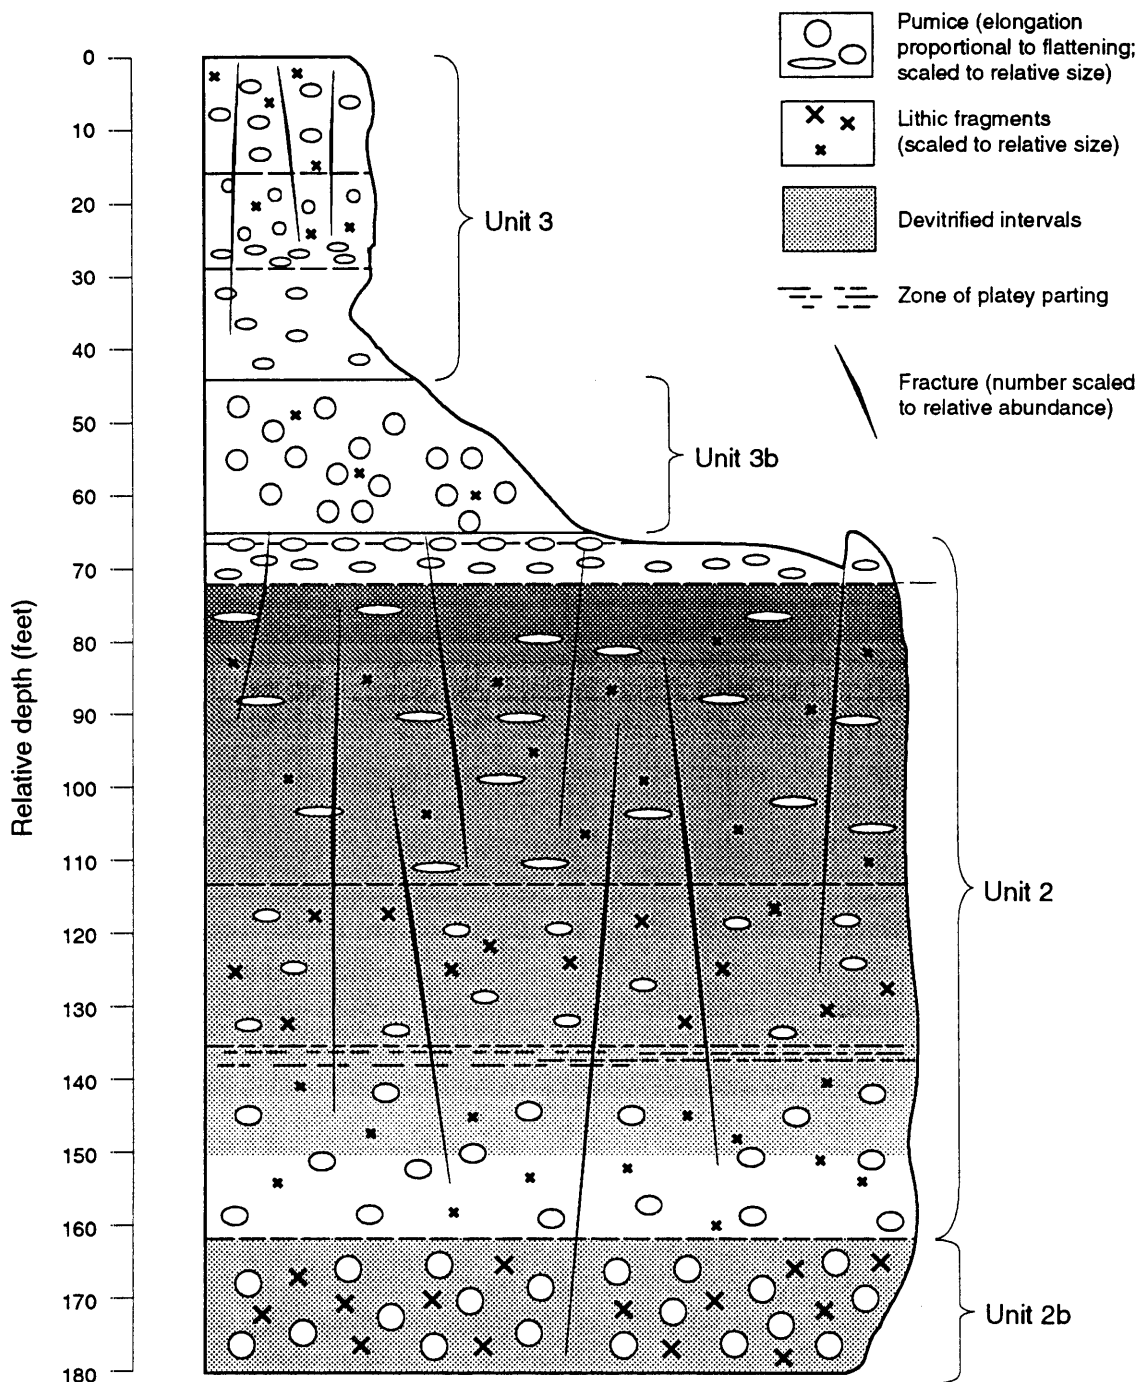 Pumice (elongation
proportional to flattening;
scaled to relative size)
Lithic fragments
(scaled to relative size)
Devitrified intervals
Zone of platey parting
Fracture (number scaled
to relative abundance)
Relative depth (feet)
0
10
20
30
40
50
60
70
80
90
100
110
120
130
140
150
160
170
180
Unit 3
Unit 3b
Unit 2
Unit 2b